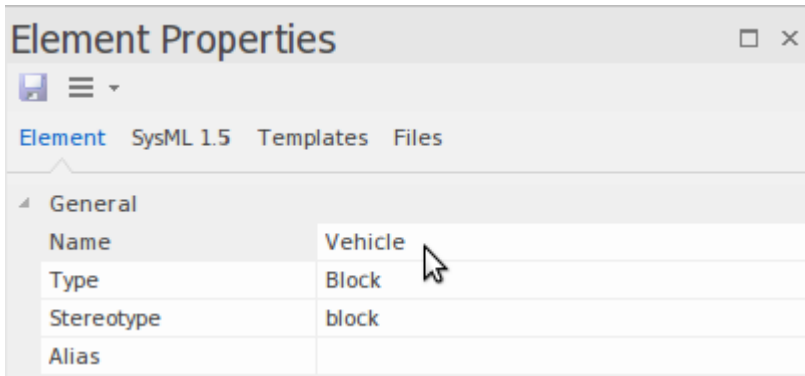 Element Properties
Element SysML 1.5 Templates Files
General
Name Vehicle
Type Block
Stereotype block
Alias